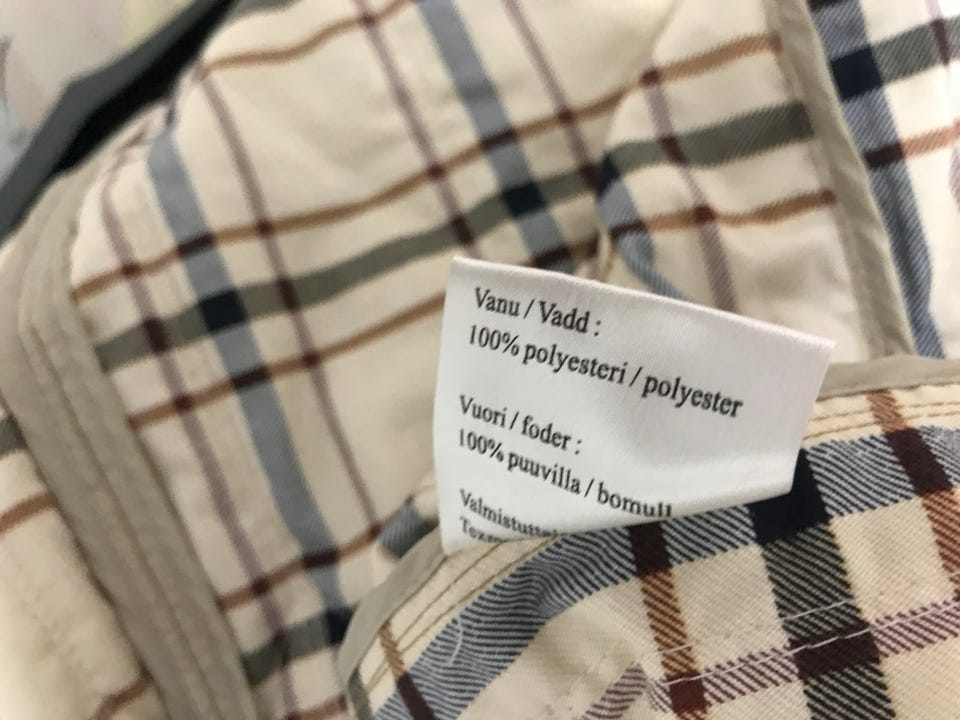 Vanu / Vadd :
100% polyesteri / polyester
Vuori / foder :
100% puuvilla / bomull